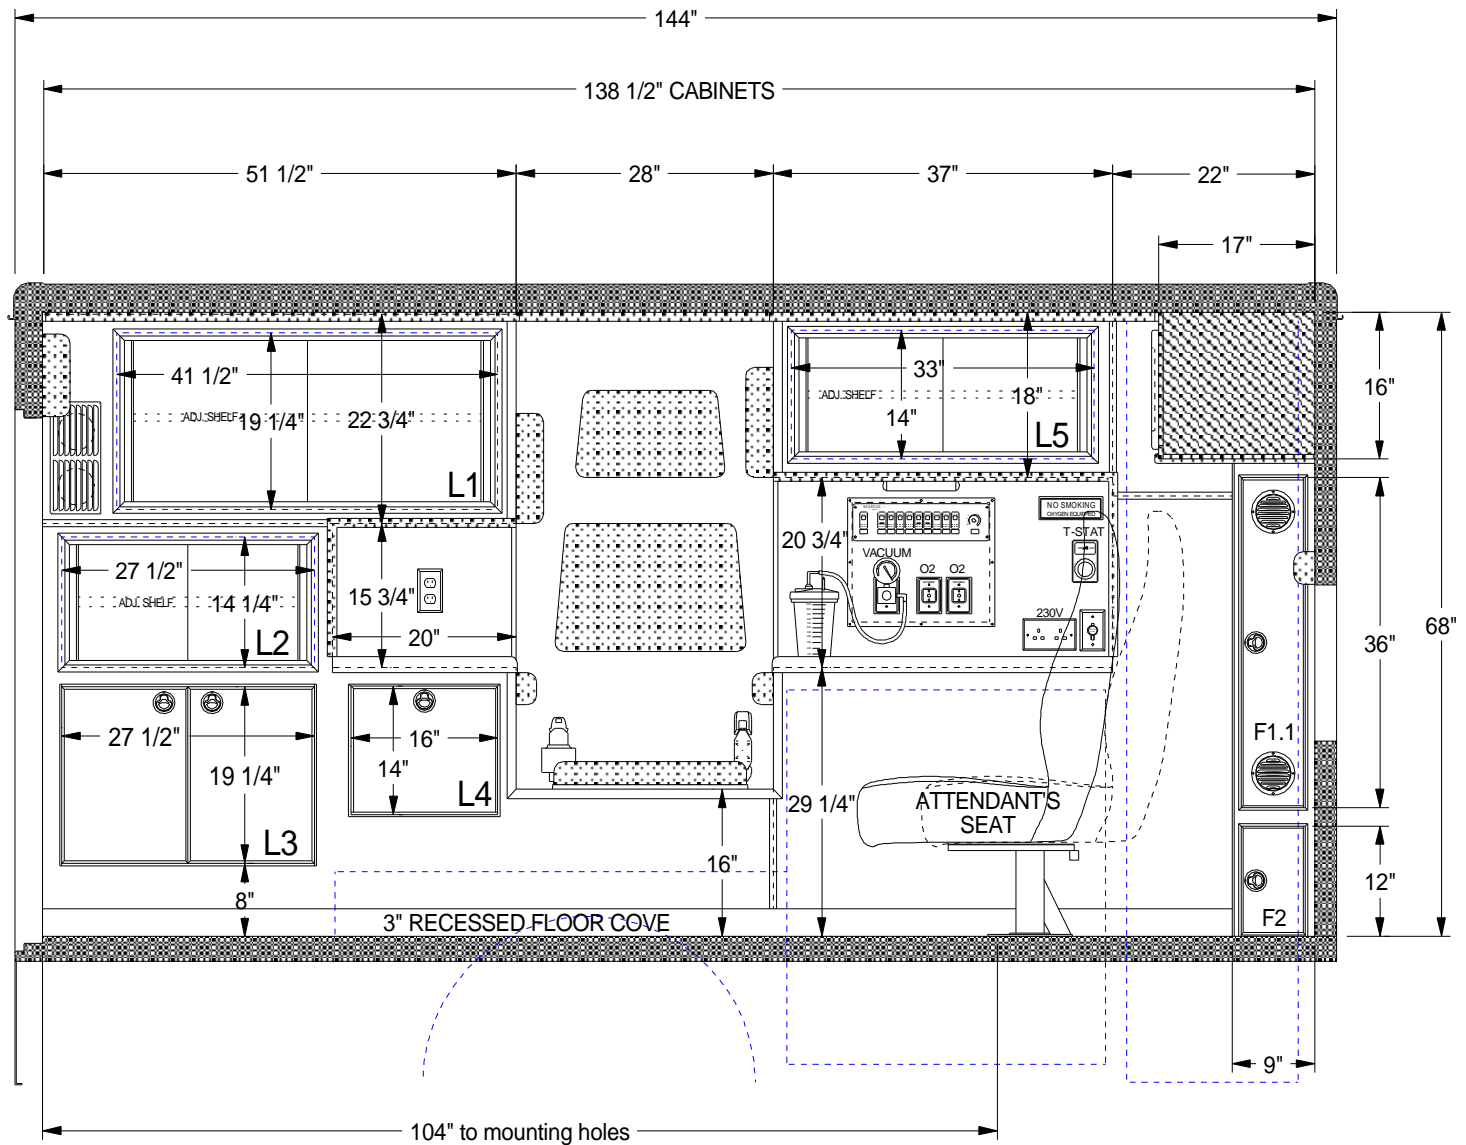 144"
138 1/2" CABINETS
51 1/2"
28"
37"
22"
17"
41 1/2"
ADJ. SHELF
19 1/4"
22 3/4"
L1
33"
ADJ. SHELF
14"
18"
L5
16"
27 1/2"
ADJ. SHELF
14 1/4"
L2
15 3/4"
20"
20 3/4"
VACUUM
O2
O2
NO SMOKING
OXYGEN EQUIPPED
T-STAT
230V
36"
68"
27 1/2"
19 1/4"
L3
16"
14"
L4
29 1/4"
ATTENDANT'S
SEAT
F1.1
16"
8"
12"
F2
3" RECESSED FLOOR COVE
9"
104" to mounting holes